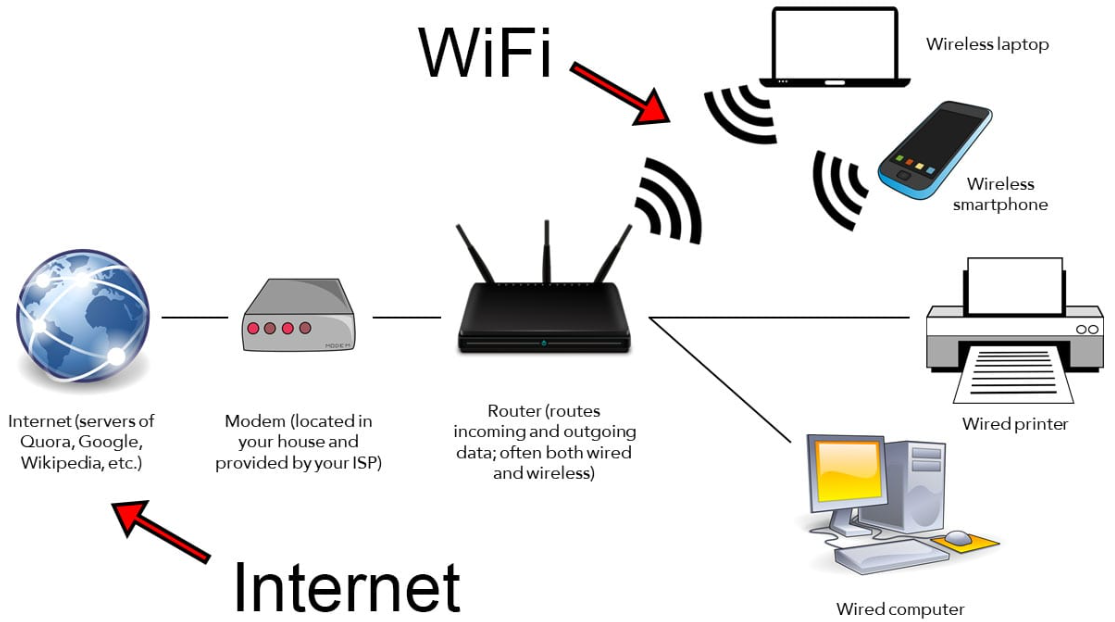 WiFi
Wireless laptop
Wireless
smartphone
MODEM
Internet (servers of
Quora, Google,
Wikipedia, etc.)
Modem (located in
your house and
provided by your ISP)
Router (routes
incoming and outgoing
data; often both wired
and wireless)
Wired printer
Internet
Wired computer